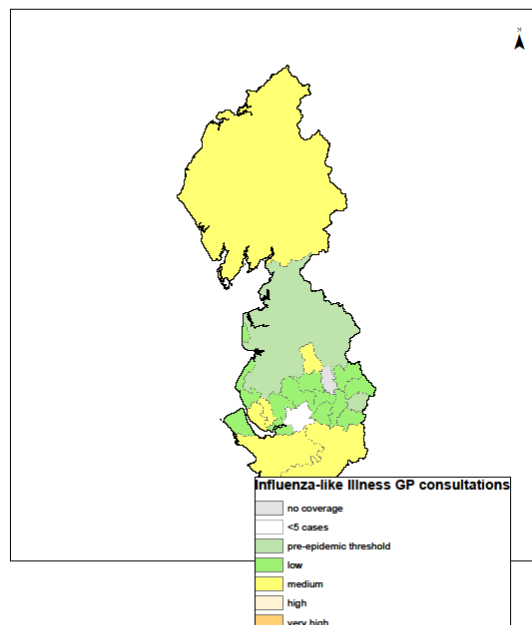 N
Influenza-like Illness GP consultations
no coverage
<5 cases
pre-epidemic threshold
low
medium
high
very high